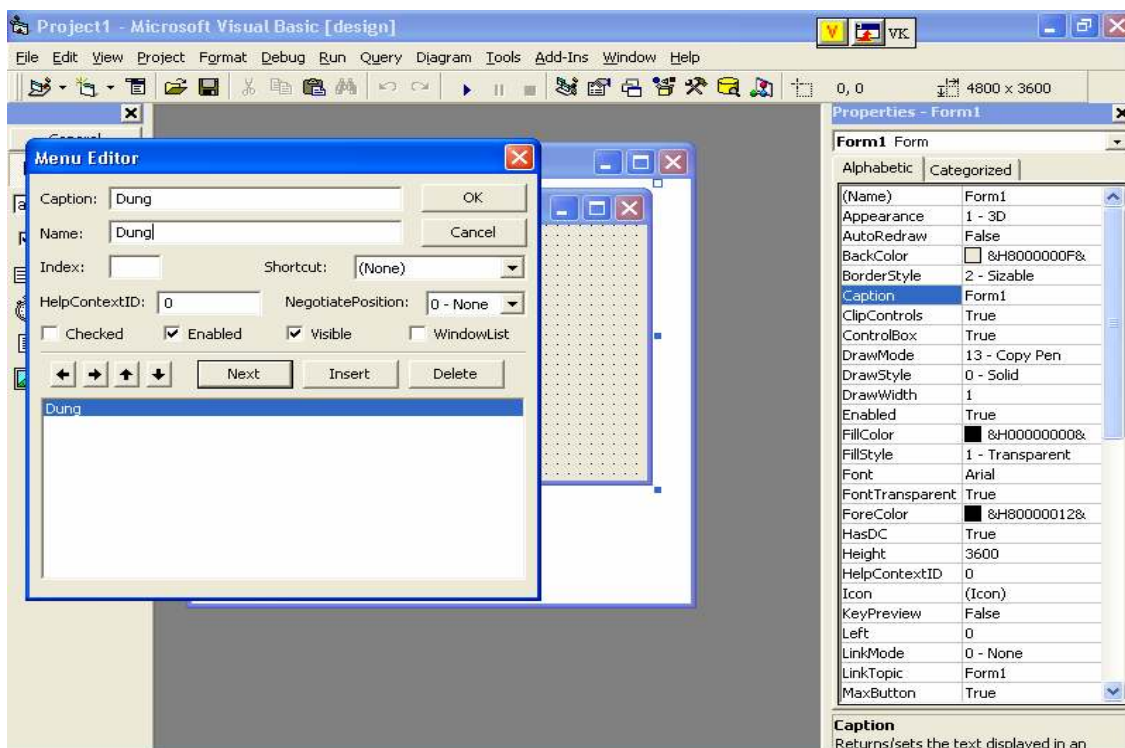 Project1 - Microsoft Visual Basic [design]
V VK
File Edit View Project Format Debug Run Query Diagram Tools Add-Ins Window Help
0, 0 4800 x 3600
Properties - Form1
Form1 Form
Alphabetic Categorized
(Name) Form1
Appearance 1 - 3D
AutoRedraw False
BackColor &H8000000F&
BorderStyle 2 - Sizable
Caption Form1
ClipControls True
ControlBox True
DrawMode 13 - Copy Pen
DrawStyle 0 - Solid
DrawWidth 1
Enabled True
FillColor &H00000000&
FillStyle 1 - Transparent
Font Arial
FontTransparent True
ForeColor &H80000012&
HasDC True
Height 3600
HelpContextID 0
Icon (Icon)
KeyPreview False
Left 0
LinkMode 0 - None
LinkTopic Form1
MaxButton True
Caption
Returns/sets the text displayed in an
Menu Editor
Caption: Dung OK
Name: Dung Cancel
Index: Shortcut: (None)
HelpContextID: 0 NegotiatePosition: 0 - None
Checked Enabled Visible WindowList
Next Insert Delete
Dung